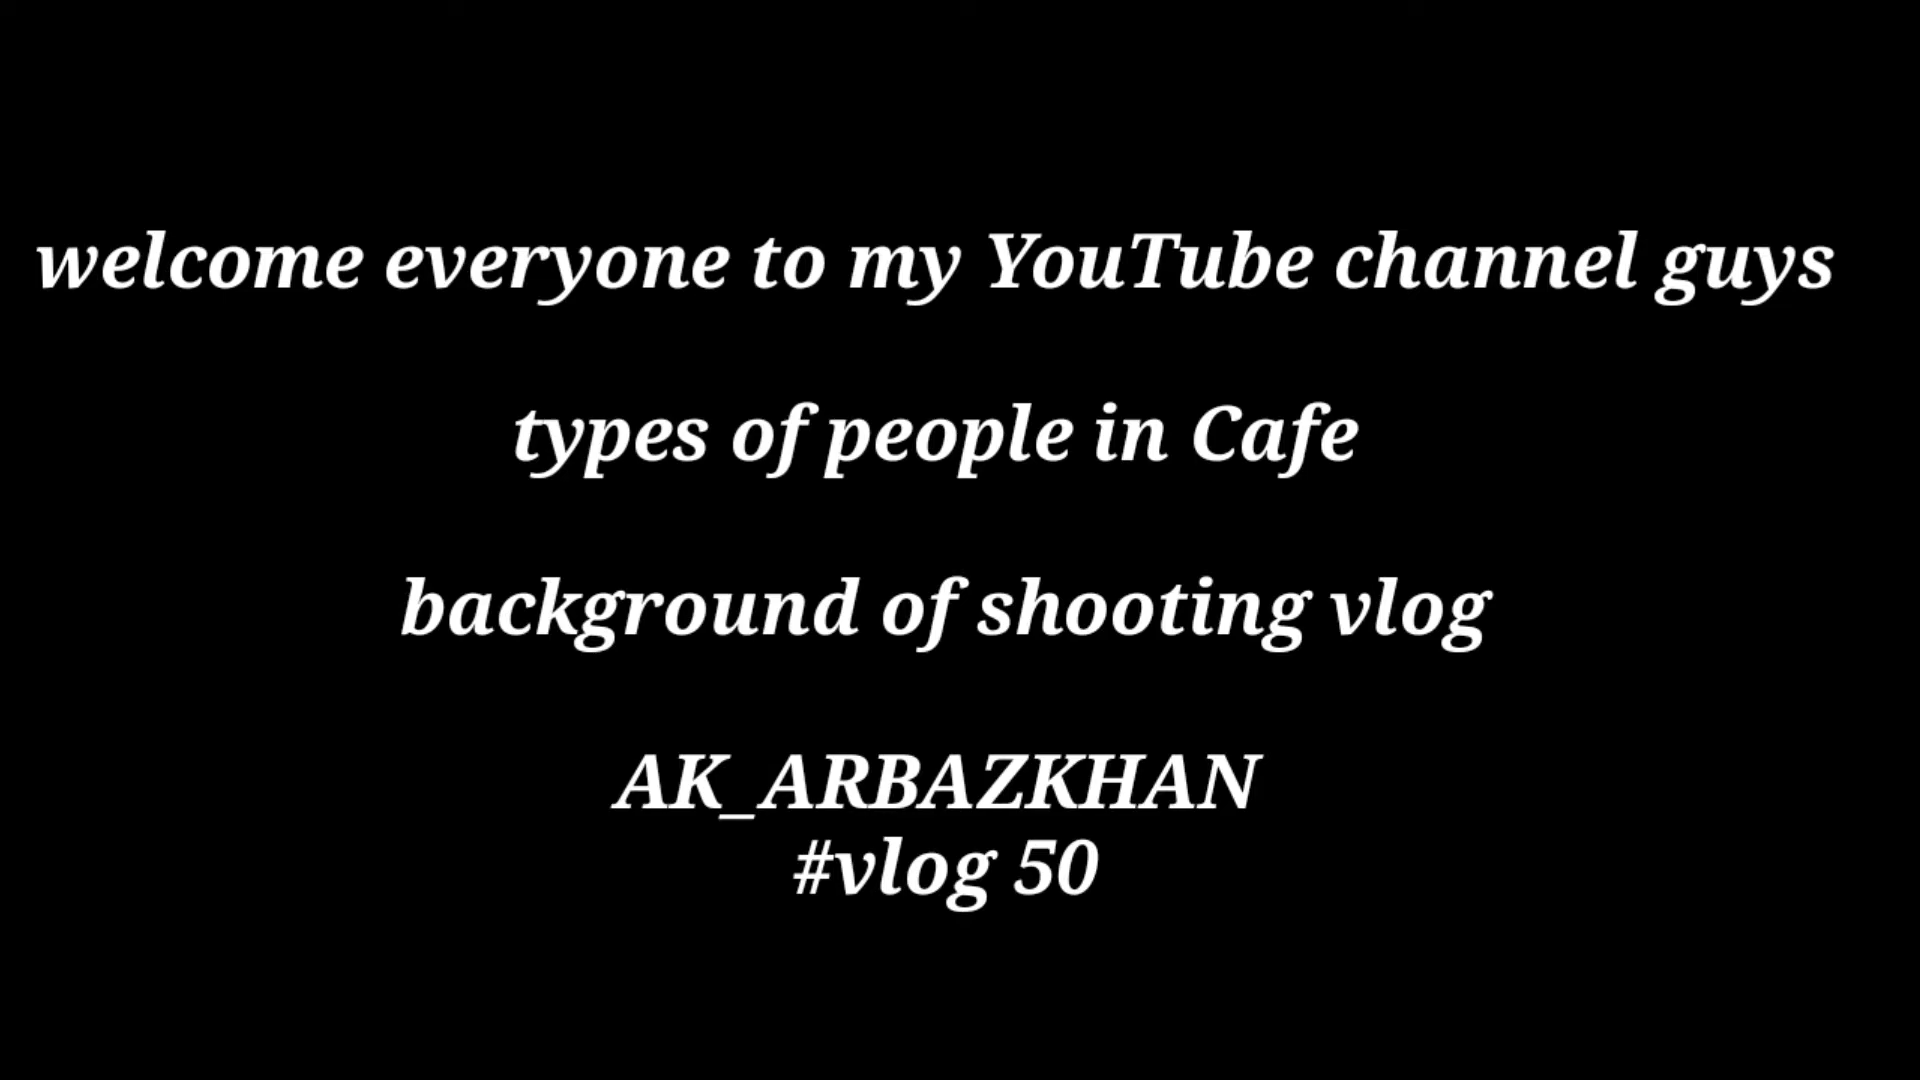 welcome everyone to my YouTube channel guys
types of people in Cafe
background of shooting vlog
AK_ARBAZKHAN
#vlog 50